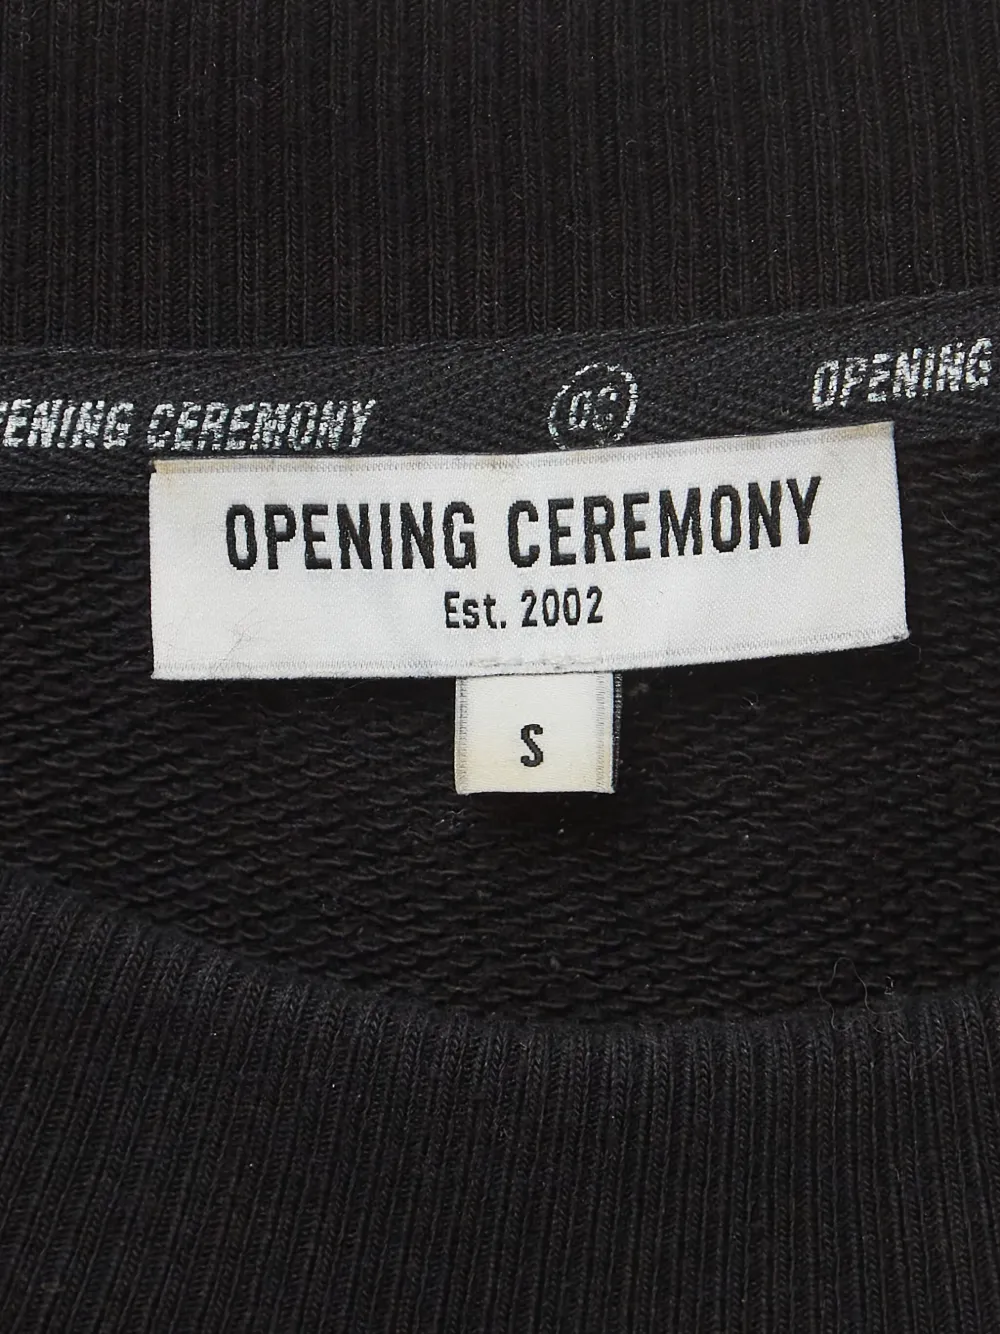 PENING CEREMONY
OC
OPENING
OPENING CEREMONY
Est. 2002
S